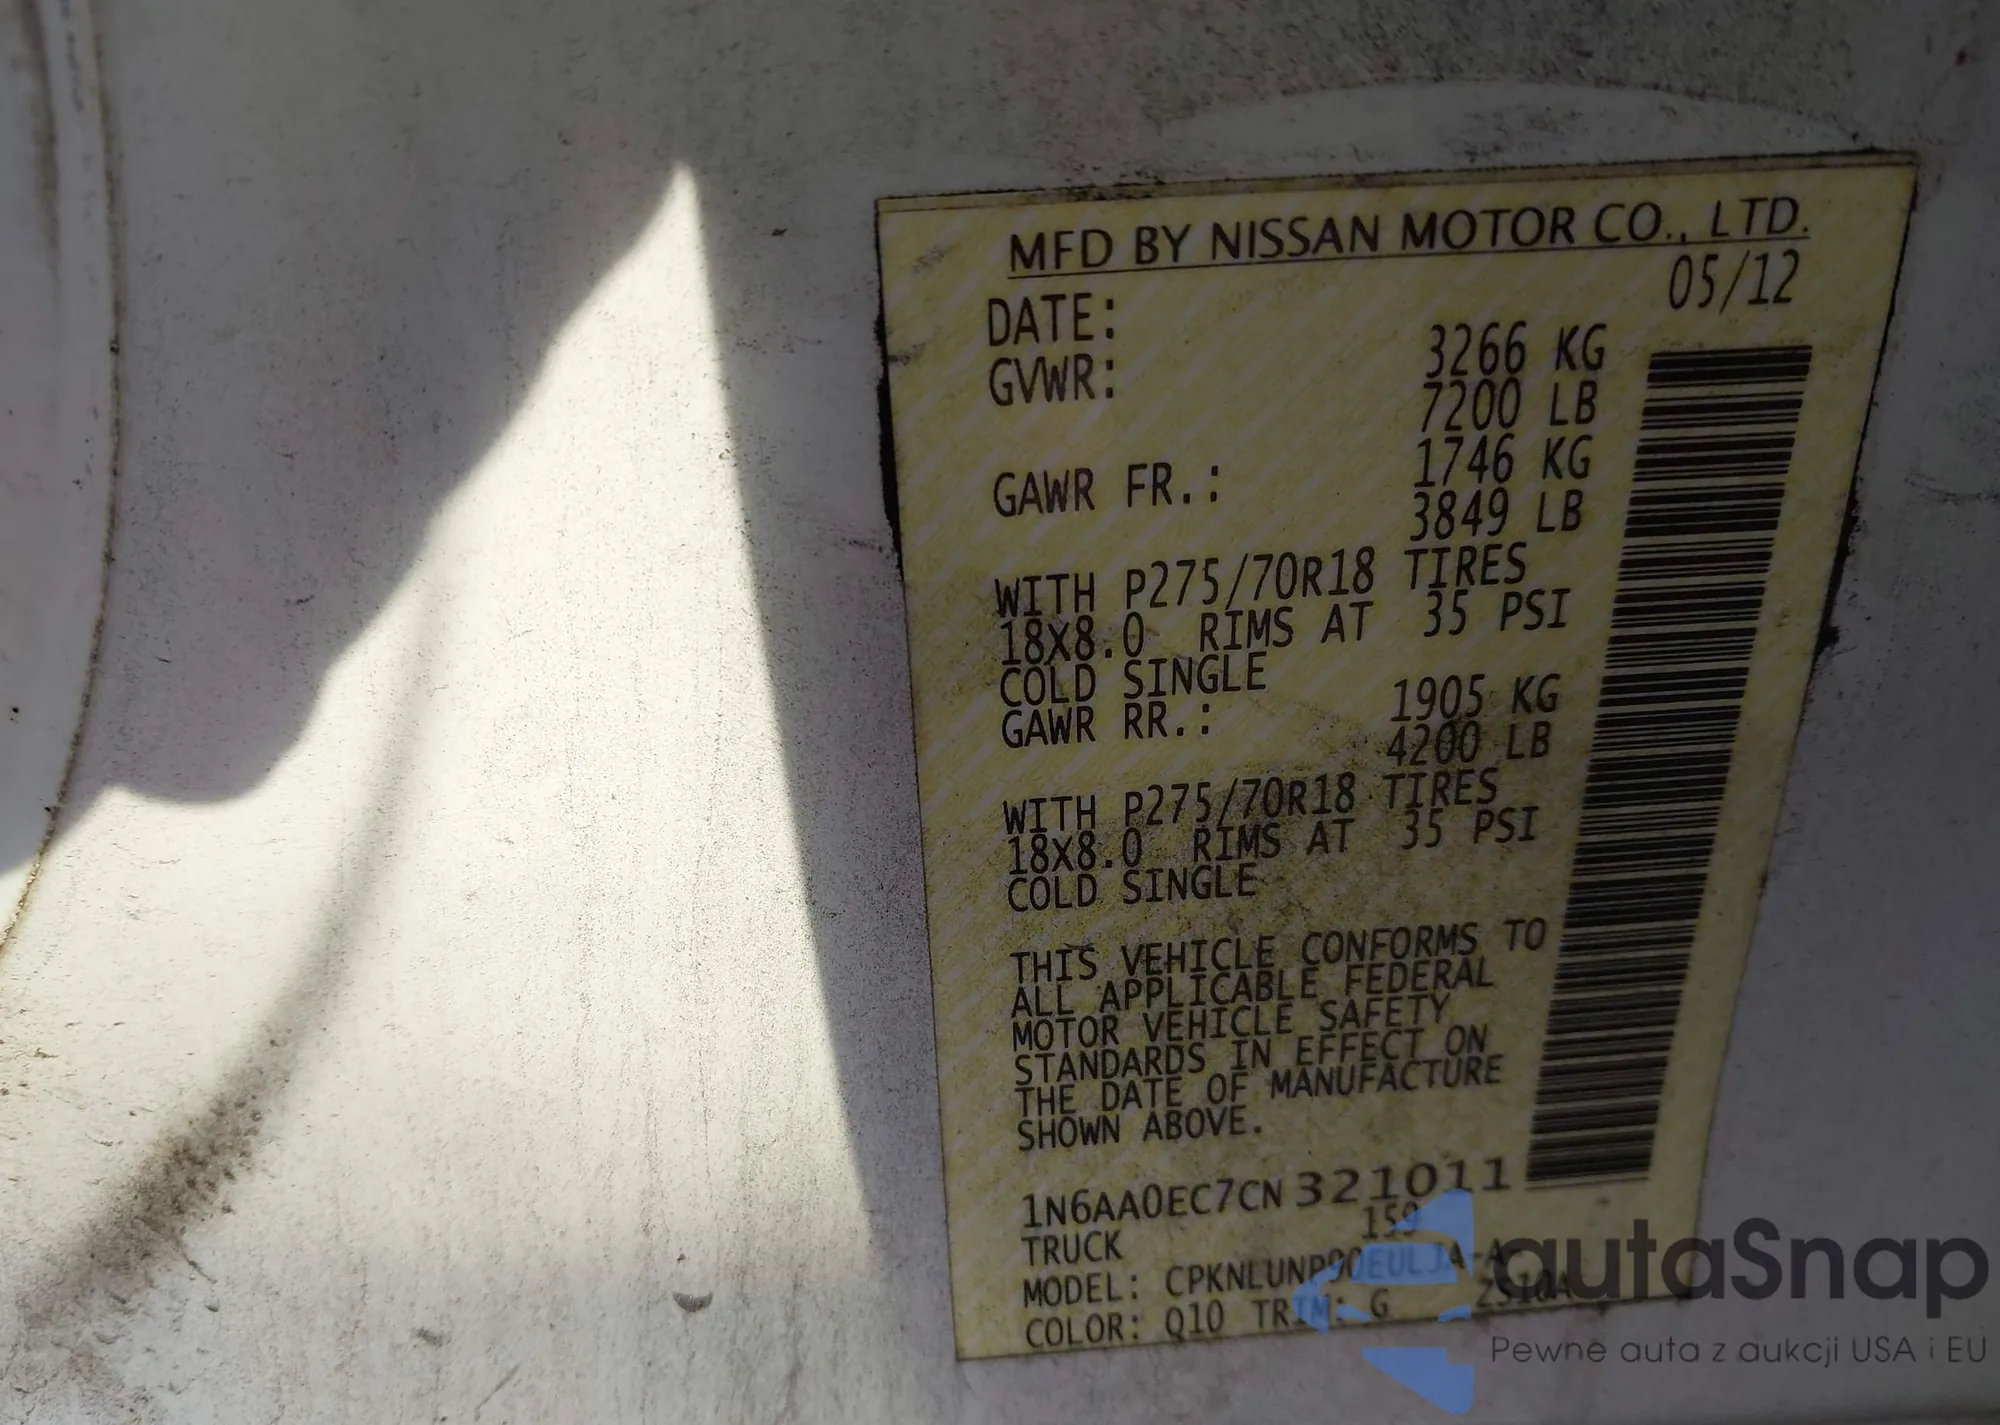 MFD BY NISSAN MOTOR CO., LTD.
DATE: 05/12
GVWR: 3266 KG
7200 LB
GAWR FR.: 1746 KG
3849 LB
WITH P275/70R18 TIRES
18X8.0 RIMS AT 35 PSI
COLD SINGLE
GAWR RR.: 1905 KG
4200 LB
WITH P275/70R18 TIRES
18X8.0 RIMS AT 35 PSI
COLD SINGLE
THIS VEHICLE CONFORMS TO
ALL APPLICABLE FEDERAL
MOTOR VEHICLE SAFETY
STANDARDS IN EFFECT ON
THE DATE OF MANUFACTURE
SHOWN ABOVE.
1N6AA0EC7CN321011
TRUCK 159
MODEL: CPKNLUNP90EULJA-A-
COLOR: Q10 TRIM: G ZS10A
autaSnap
Pewne auta z aukcji USA i EU